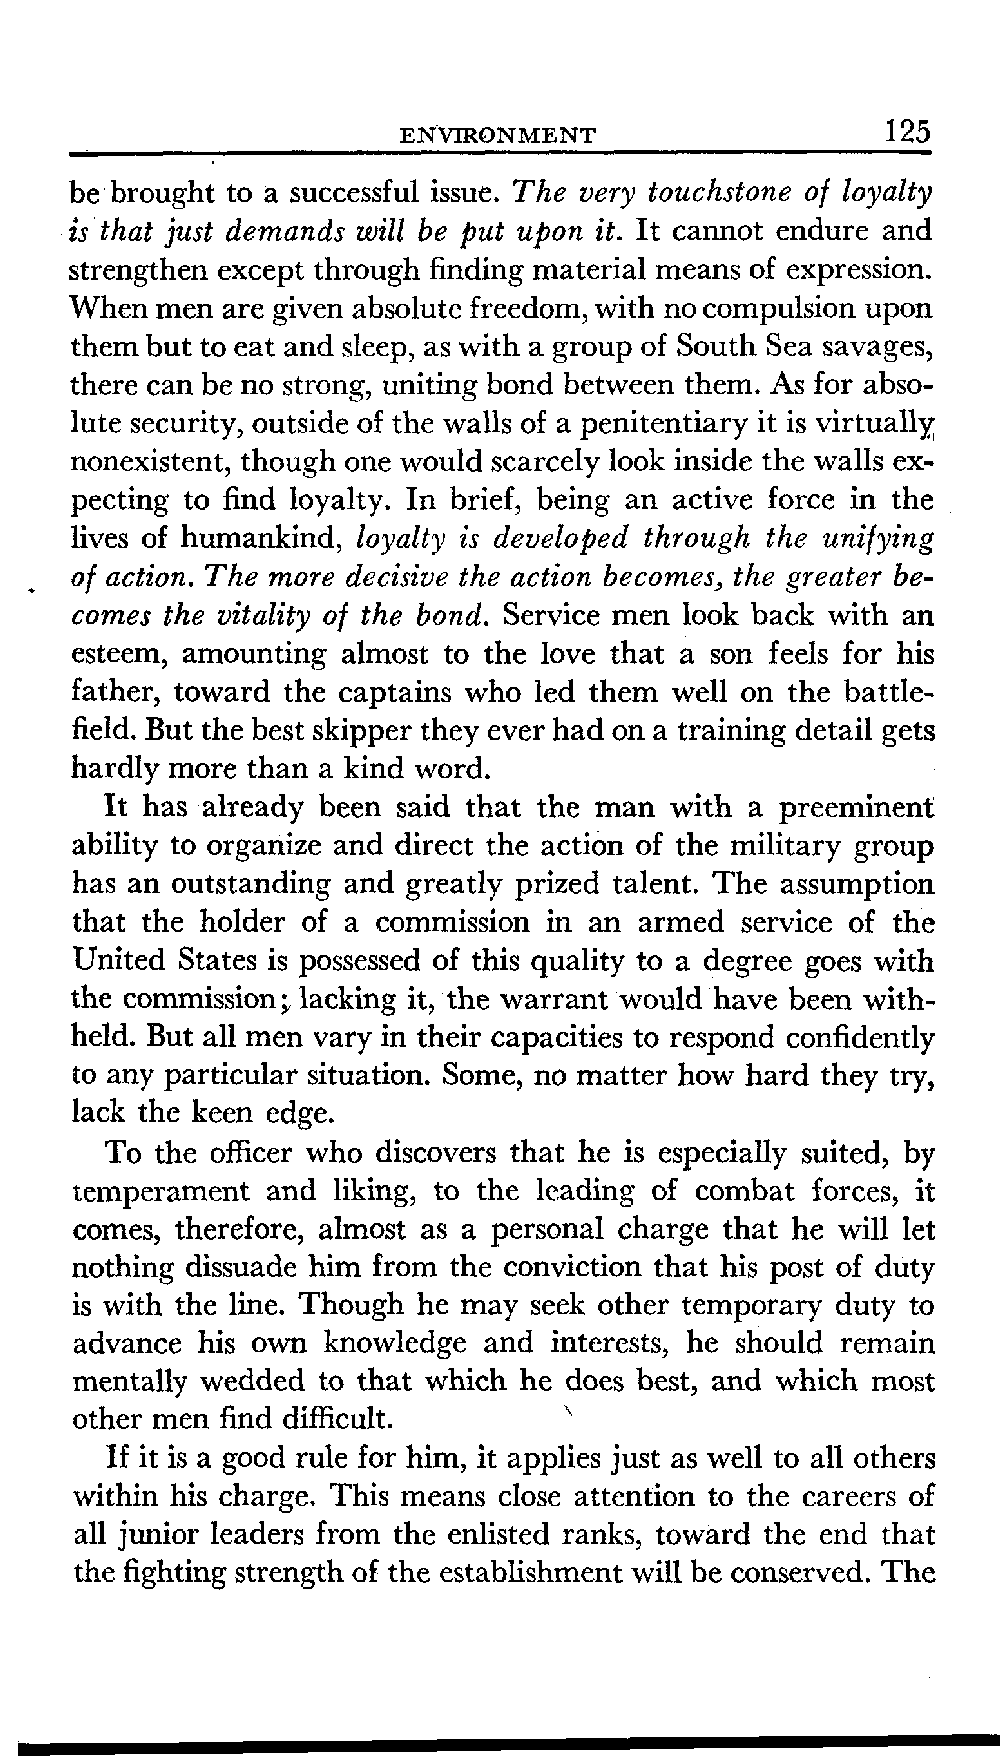 ENVIRONMENT 125
be brought to a successful issue. The very touchstone of loyalty
is that just demands will be put upon it. It cannot endure and
strengthen except through finding material means of expression.
When men are given absolute freedom, with no compulsion upon
them but to eat and sleep, as with a group of South Sea savages,
there can be no strong, uniting bond between them. As for abso-
lute security, outside of the walls of a penitentiary it is virtually
nonexistent, though one would scarcely look inside the walls ex-
pecting to find loyalty. In brief, being an active force in the
lives of humankind, loyalty is developed through the unifying
of action. The more decisive the action becomes, the greater be-
comes the vitality of the bond. Service men look back with an
esteem, amounting almost to the love that a son feels for his
father, toward the captains who led them well on the battle-
field. But the best skipper they ever had on a training detail gets
hardly more than a kind word.
It has already been said that the man with a preeminent
ability to organize and direct the action of the military group
has an outstanding and greatly prized talent. The assumption
that the holder of a commission in an armed service of the
United States is possessed of this quality to a degree goes with
the commission; lacking it, the warrant would have been with-
held. But all men vary in their capacities to respond confidently
to any particular situation. Some, no matter how hard they try,
lack the keen edge.
To the officer who discovers that he is especially suited, by
temperament and liking, to the leading of combat forces, it
comes, therefore, almost as a personal charge that he will let
nothing dissuade him from the conviction that his post of duty
is with the line. Though he may seek other temporary duty to
advance his own knowledge and interests, he should remain
mentally wedded to that which he does best, and which most
other men find difficult.
If it is a good rule for him, it applies just as well to all others
within his charge. This means close attention to the careers of
all junior leaders from the enlisted ranks, toward the end that
the fighting strength of the establishment will be conserved. The